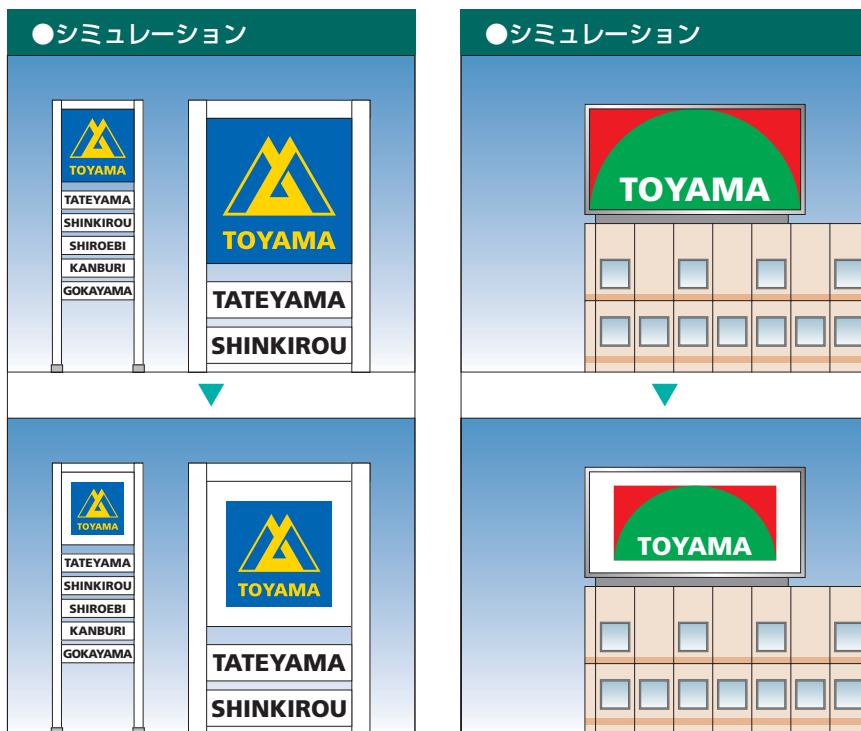 ●シミュレーション
TOYAMA
TATEYAMA
SHINKIROU
SHIROEBI
KANBURI
GOKAYAMA
TOYAMA
TATEYAMA
SHINKIROU
TOYAMA
TATEYAMA
SHINKIROU
SHIROEBI
KANBURI
GOKAYAMA
TOYAMA
TATEYAMA
SHINKIROU
●シミュレーション
TOYAMA
TOYAMA